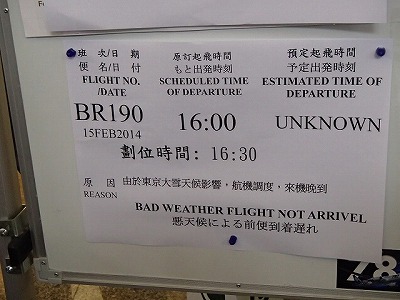 班 次/日 期 原訂起飛時間 預定起飛時間
便 名/日 付 もと出発時刻 予定出発時刻
FLIGHT NO. SCHEDULED TIME ESTIMATED TIME OF
/DATE OF DEPARTURE DEPARTURE
BR190 16:00 UNKNOWN
15FEB2014
劃位時間: 16:30
原 因 由於東京大雪天候影響，航機調度，來機晚到
REASON
BAD WEATHER FLIGHT NOT ARRIVEL
悪天候による前便到着遅れ
78